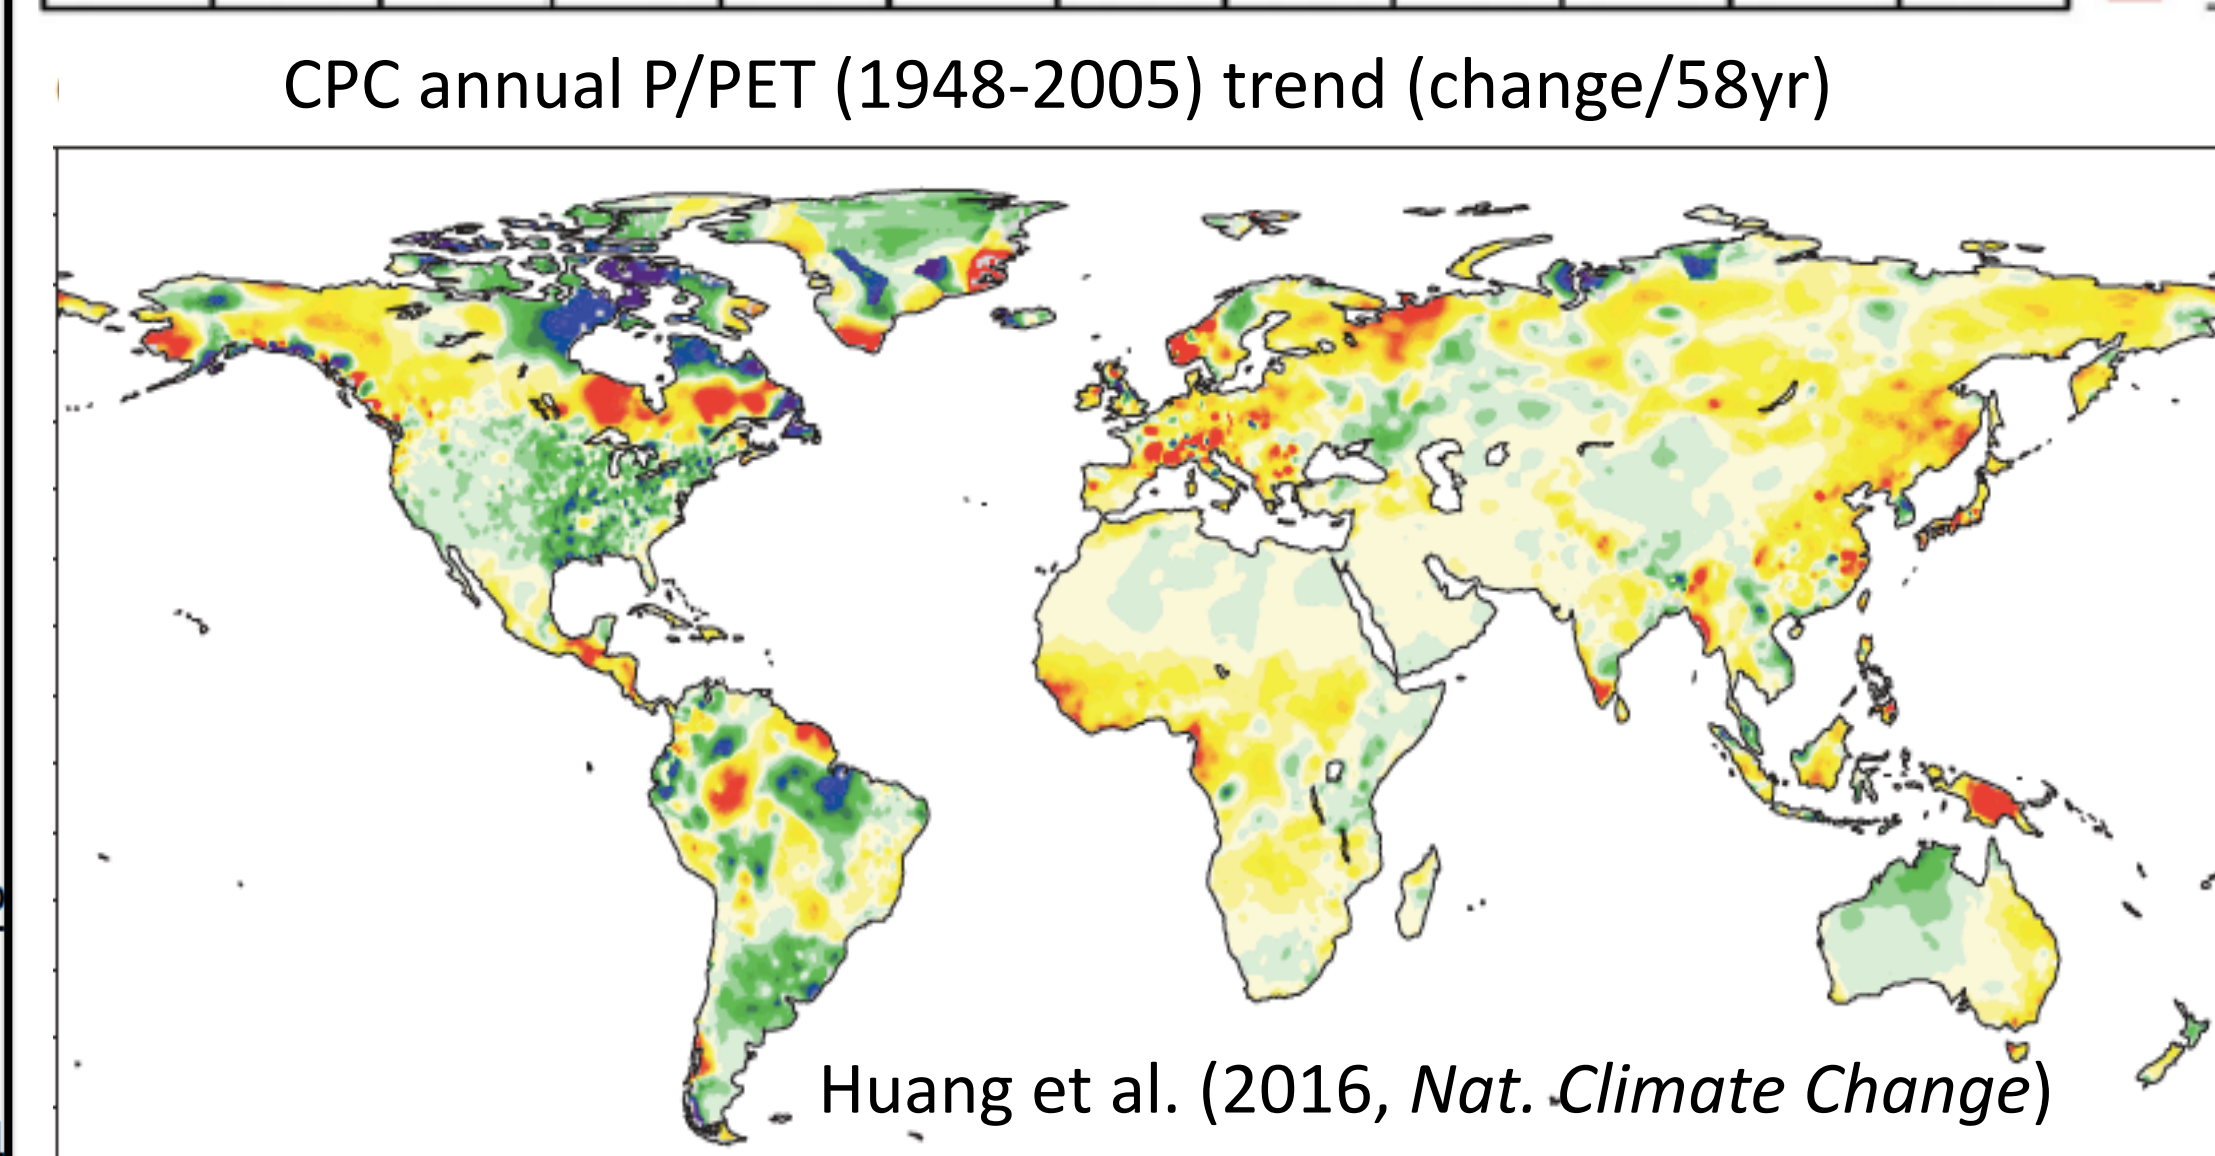 CPC annual P/PET (1948-2005) trend (change/58yr)
Huang et al. (2016, Nat. Climate Change)